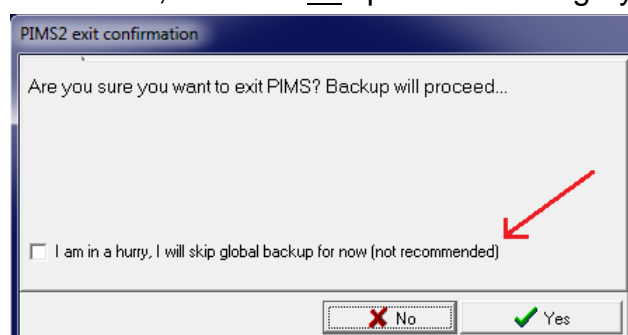 PIMS2 exit confirmation
Are you sure you want to exit PIMS? Backup will proceed...
I am in a hurry, I will skip global backup for now (not recommended)
No
Yes